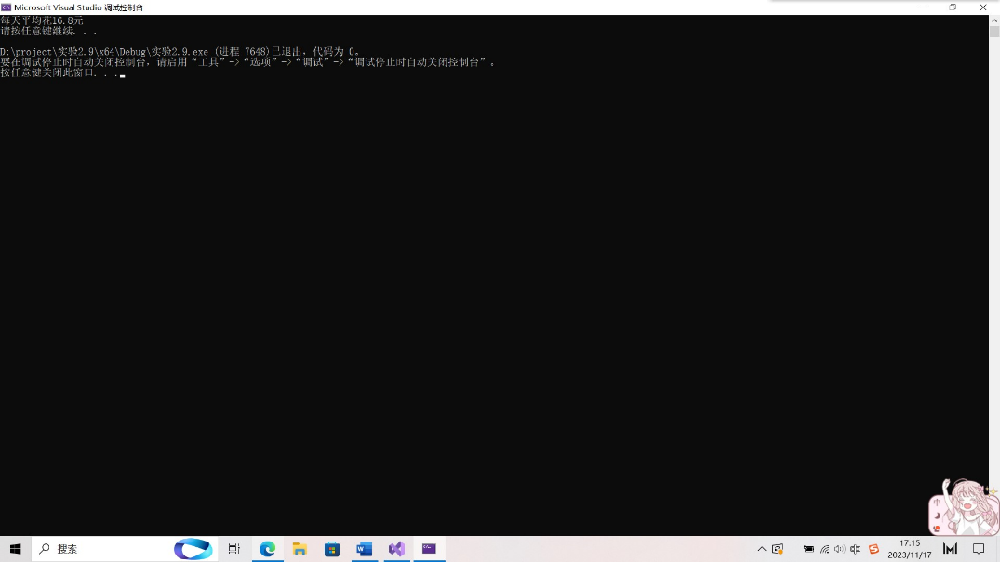 Microsoft Visual Studio 调试控制台
每天平均花16.8元
请按任意键继续. . .
D:\project\实验2.9\x64\Debug\实验2.9.exe (进程 7648)已退出，代码为 0。
要在调试停止时自动关闭控制台，请启用“工具”->“选项”->“调试”->“调试停止时自动关闭控制台”。
按任意键关闭此窗口. . .
中
搜索
17:15
2023/11/17